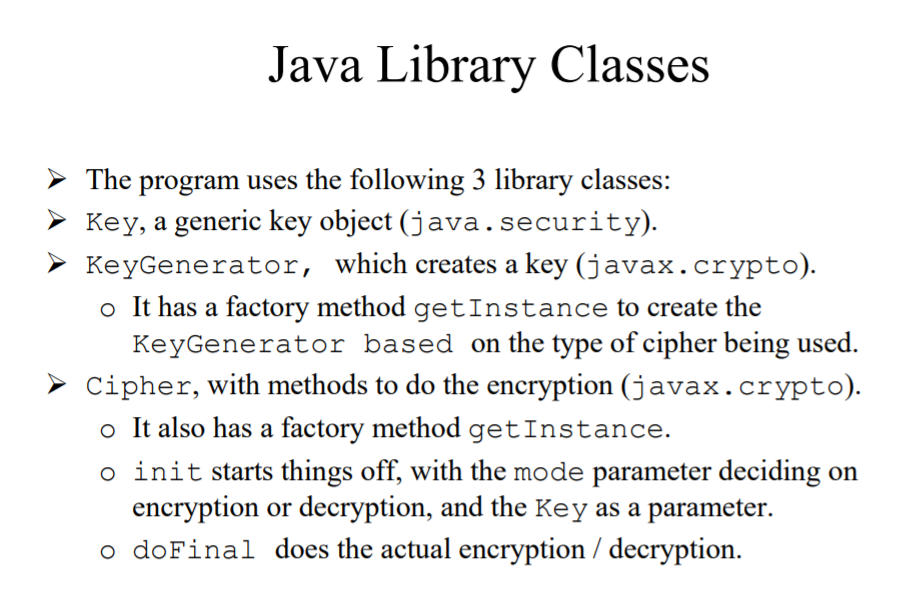 Java Library Classes
➤ The program uses the following 3 library classes:
➤ Key, a generic key object (java.security).
➤ KeyGenerator, which creates a key (javax.crypto).
o It has a factory method getInstance to create the
KeyGenerator based on the type of cipher being used.
➤ Cipher, with methods to do the encryption (javax.crypto).
o It also has a factory method getInstance.
o init starts things off, with the mode parameter deciding on
encryption or decryption, and the Key as a parameter.
o doFinal does the actual encryption / decryption.